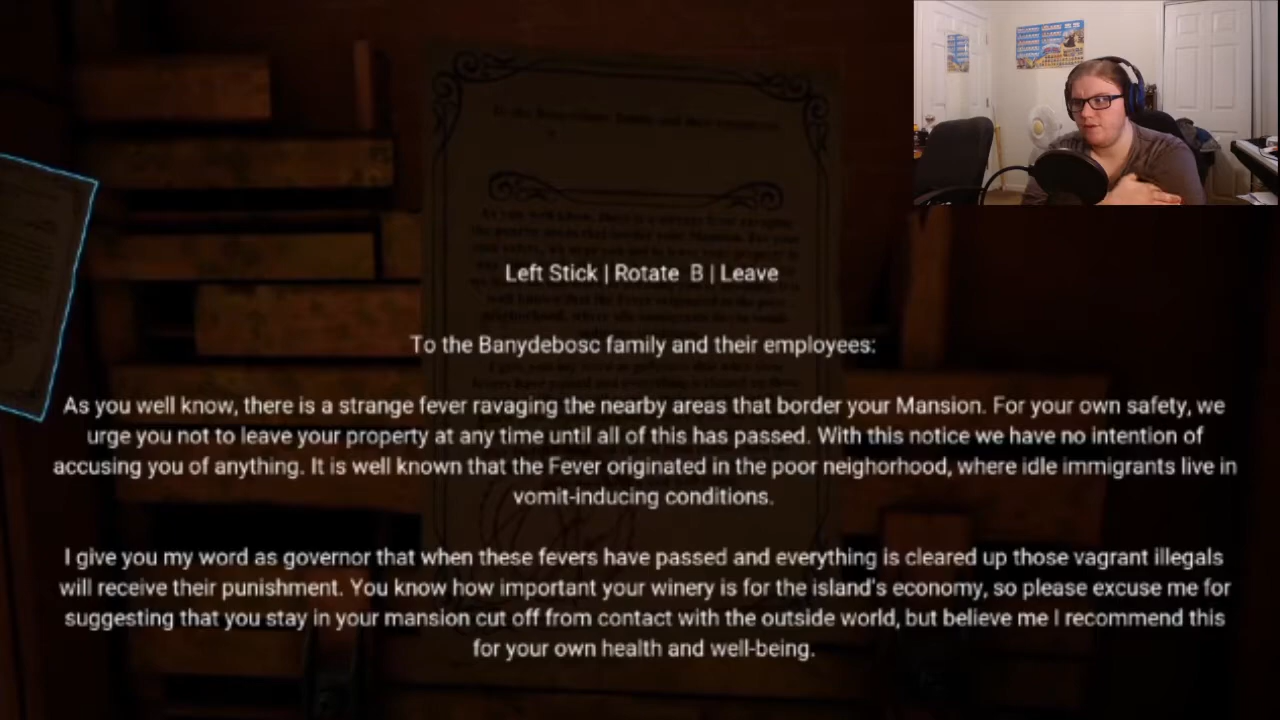 Left Stick | Rotate B | Leave
To the Banydebosc family and their employees:
As you well know, there is a strange fever ravaging the nearby areas that border your Mansion. For your own safety, we
urge you not to leave your property at any time until all of this has passed. With this notice we have no intention of
accusing you of anything. It is well known that the Fever originated in the poor neighorhood, where idle immigrants live in
vomit-inducing conditions.
I give you my word as governor that when these fevers have passed and everything is cleared up those vagrant illegals
will receive their punishment. You know how important your winery is for the island's economy, so please excuse me for
suggesting that you stay in your mansion cut off from contact with the outside world, but believe me I recommend this
for your own health and well-being.